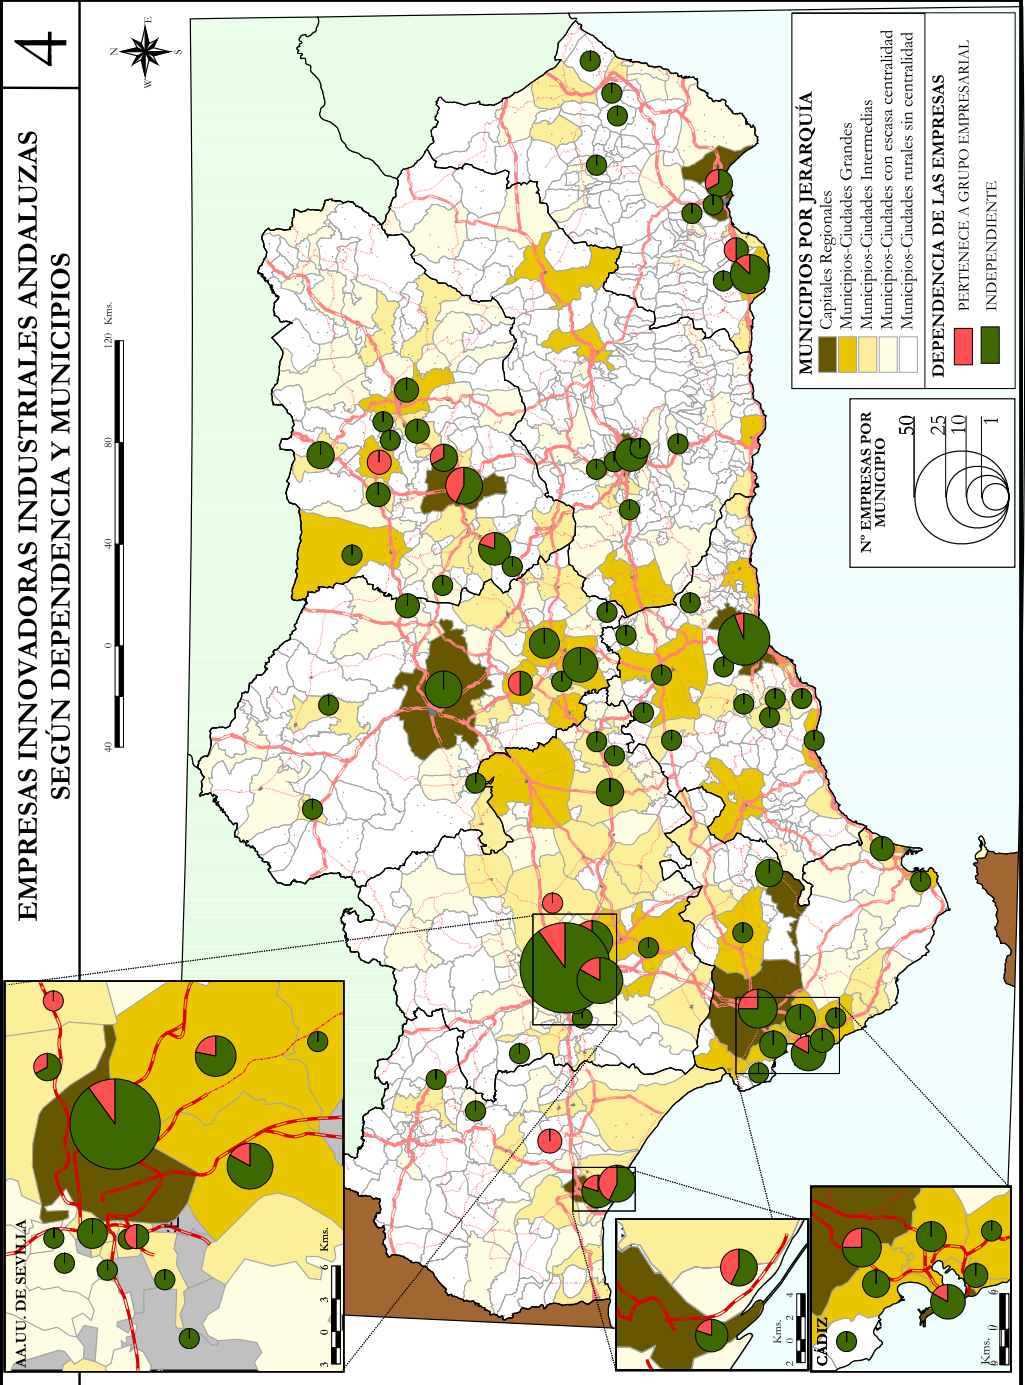 4
EMPRESAS INNOVADORAS INDUSTRIALES ANDALUZAS
SEGÚN DEPENDENCIA Y MUNICIPIOS
40 0 40 80 120 Kms.
N
E
S
W
AA.UU. DE SEVILLA
3 0 3 6 Kms.
Kms.
2 0 2 4
CÁDIZ
Kms.
0
MUNICIPIOS POR JERARQUÍA
Capitales Regionales
Municipios-Ciudades Grandes
Municipios-Ciudades Intermedias
Municipios-Ciudades con escasa centralidad
Municipios-Ciudades rurales sin centralidad
DEPENDENCIA DE LAS EMPRESAS
PERTENECE A GRUPO EMPRESARIAL
INDEPENDIENTE
Nº EMPRESAS POR
MUNICIPIO
50
25
10
1